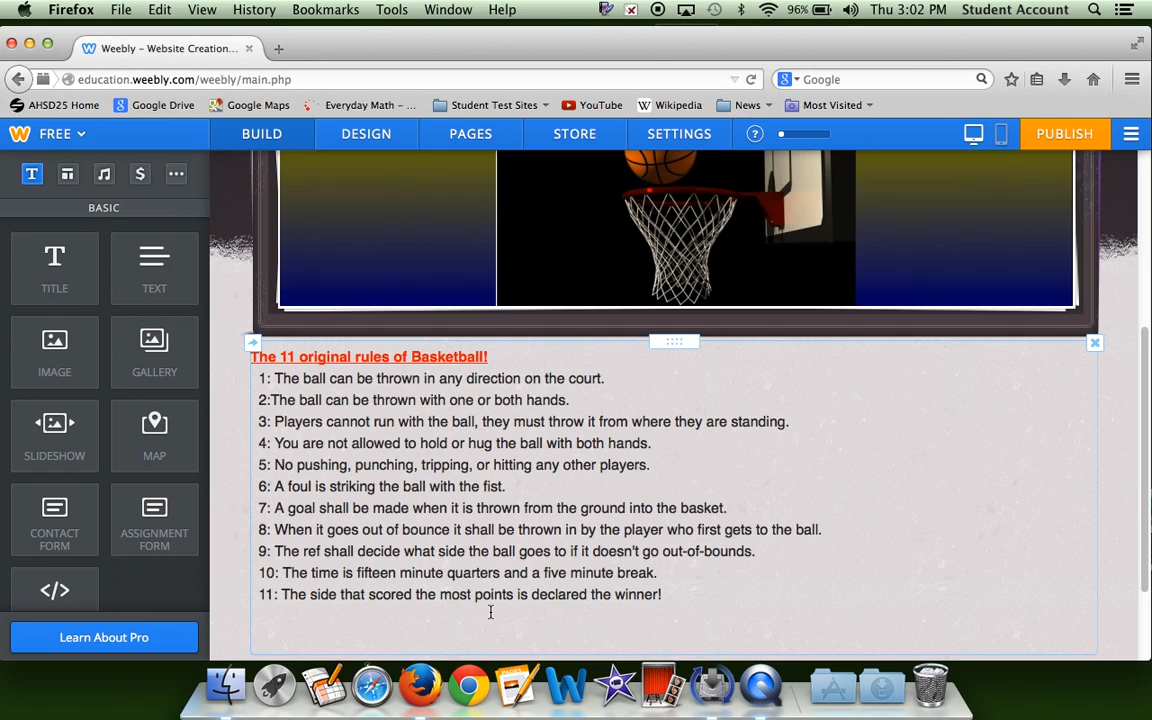 Firefox File Edit View History Bookmarks Tools Window Help 96% Thu 3:02 PM Student Account
Weebly – Website Creation...
education.weebly.com/weebly/main.php Google
AHSD25 Home Google Drive Google Maps Everyday Math – ... Student Test Sites YouTube Wikipedia News Most Visited
FREE BUILD DESIGN PAGES STORE SETTINGS ? PUBLISH
T $
BASIC
T
TITLE TEXT
IMAGE GALLERY
SLIDESHOW MAP
CONTACT FORM ASSIGNMENT FORM
</>
Learn About Pro
The 11 original rules of Basketball!
1: The ball can be thrown in any direction on the court.
2:The ball can be thrown with one or both hands.
3: Players cannot run with the ball, they must throw it from where they are standing.
4: You are not allowed to hold or hug the ball with both hands.
5: No pushing, punching, tripping, or hitting any other players.
6: A foul is striking the ball with the fist.
7: A goal shall be made when it is thrown from the ground into the basket.
8: When it goes out of bounce it shall be thrown in by the player who first gets to the ball.
9: The ref shall decide what side the ball goes to if it doesn't go out-of-bounds.
10: The time is fifteen minute quarters and a five minute break.
11: The side that scored the most points is declared the winner!